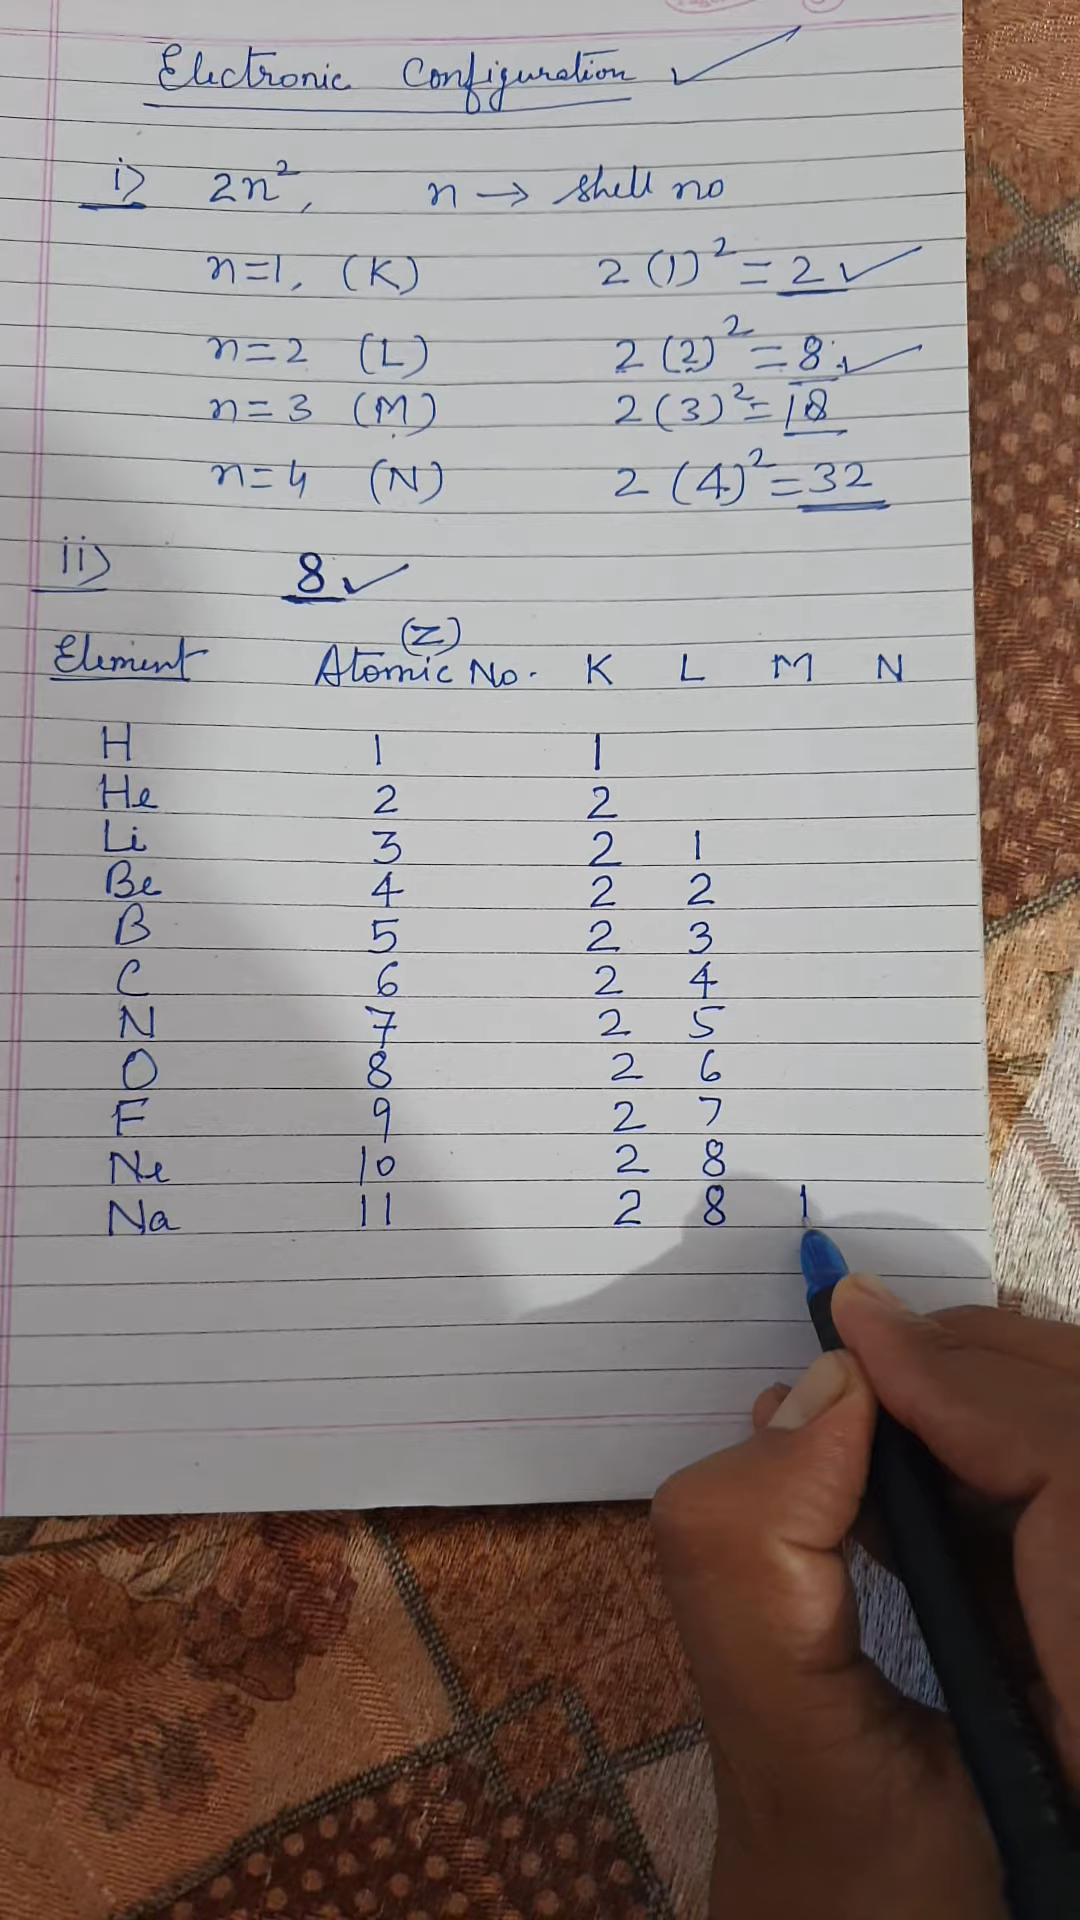 Electronic Configuration ✓
i) 2n², n → shell no
n=1, (K) 2(1)² = 2 ✓
n=2 (L) 2(2)² = 8 ✓
n=3 (M) 2(3)² = 18
n=4 (N) 2(4)² = 32
ii) 8 ✓
(Z)
Element Atomic No. K L M N
H 1 1
He 2 2
Li 3 2 1
Be 4 2 2
B 5 2 3
C 6 2 4
N 7 2 5
O 8 2 6
F 9 2 7
Ne 10 2 8
Na 11 2 8 1